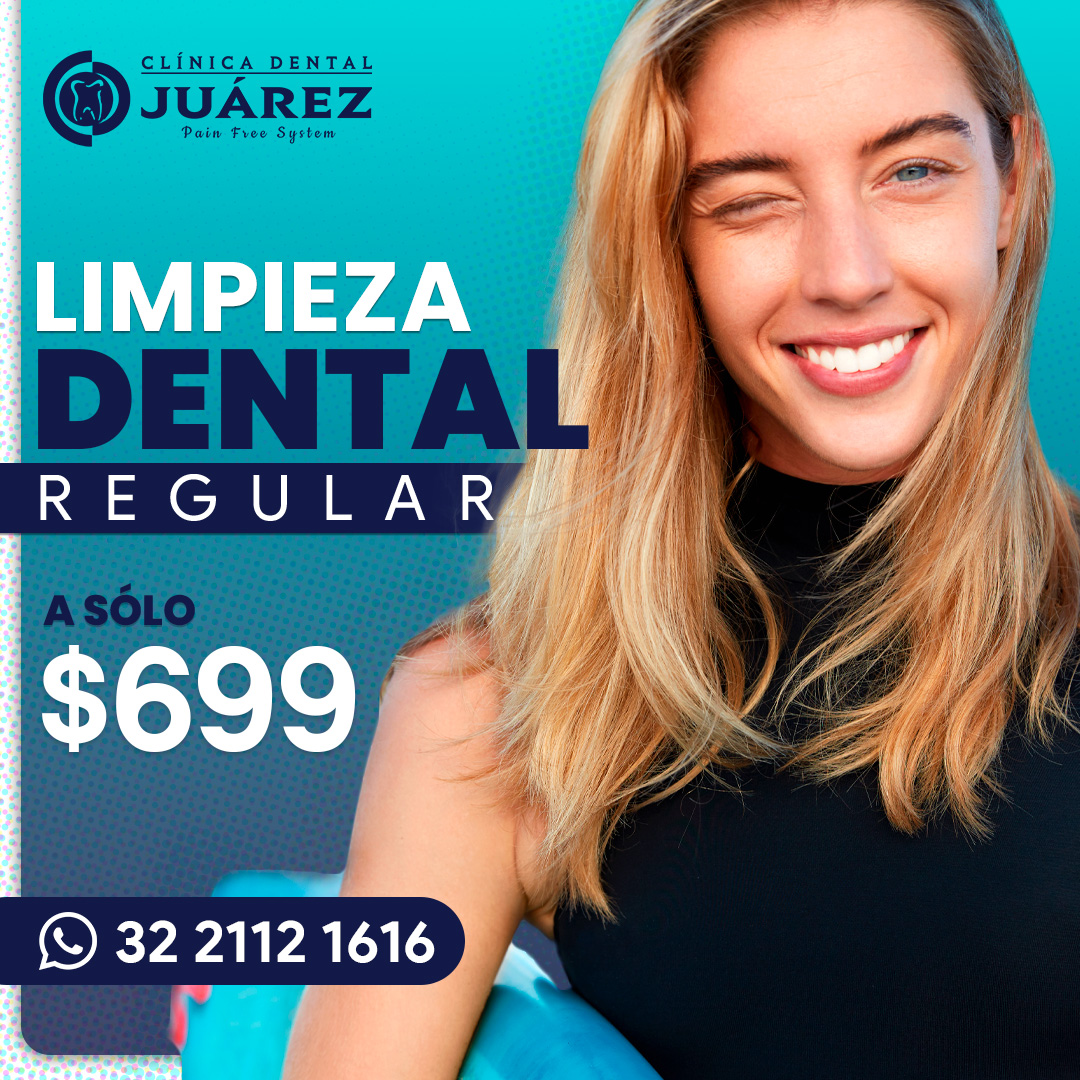 CLÍNICA DENTAL
JUÁREZ
Pain Free System
LIMPIEZA
DENTAL
REGULAR
A SÓLO
$699
32 2112 1616